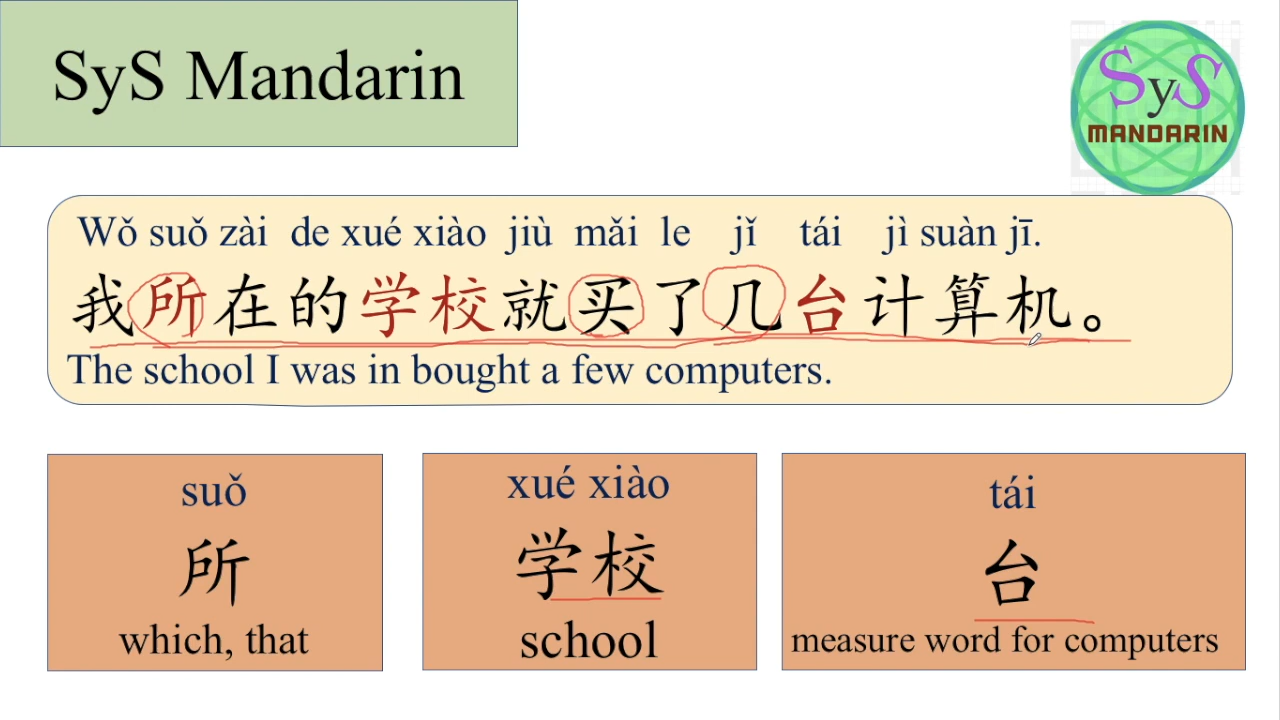 SyS Mandarin
SyS
MANDARIN
Wǒ suǒ zài de xué xiào jiù mǎi le jǐ tái jì suàn jī.
我所在的学校就买了几台计算机。
The school I was in bought a few computers.
suǒ
所
which, that
xué xiào
学校
school
tái
台
measure word for computers